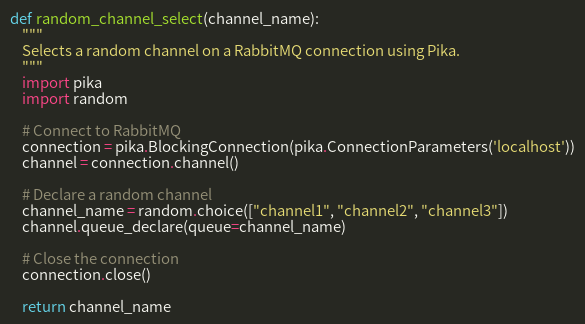 def random_channel_select(channel_name):
    """
    Selects a random channel on a RabbitMQ connection using Pika.
    """
    import pika
    import random

    # Connect to RabbitMQ
    connection = pika.BlockingConnection(pika.ConnectionParameters('localhost'))
    channel = connection.channel()

    # Declare a random channel
    channel_name = random.choice(["channel1", "channel2", "channel3"])
    channel.queue_declare(queue=channel_name)

    # Close the connection
    connection.close()

    return channel_name